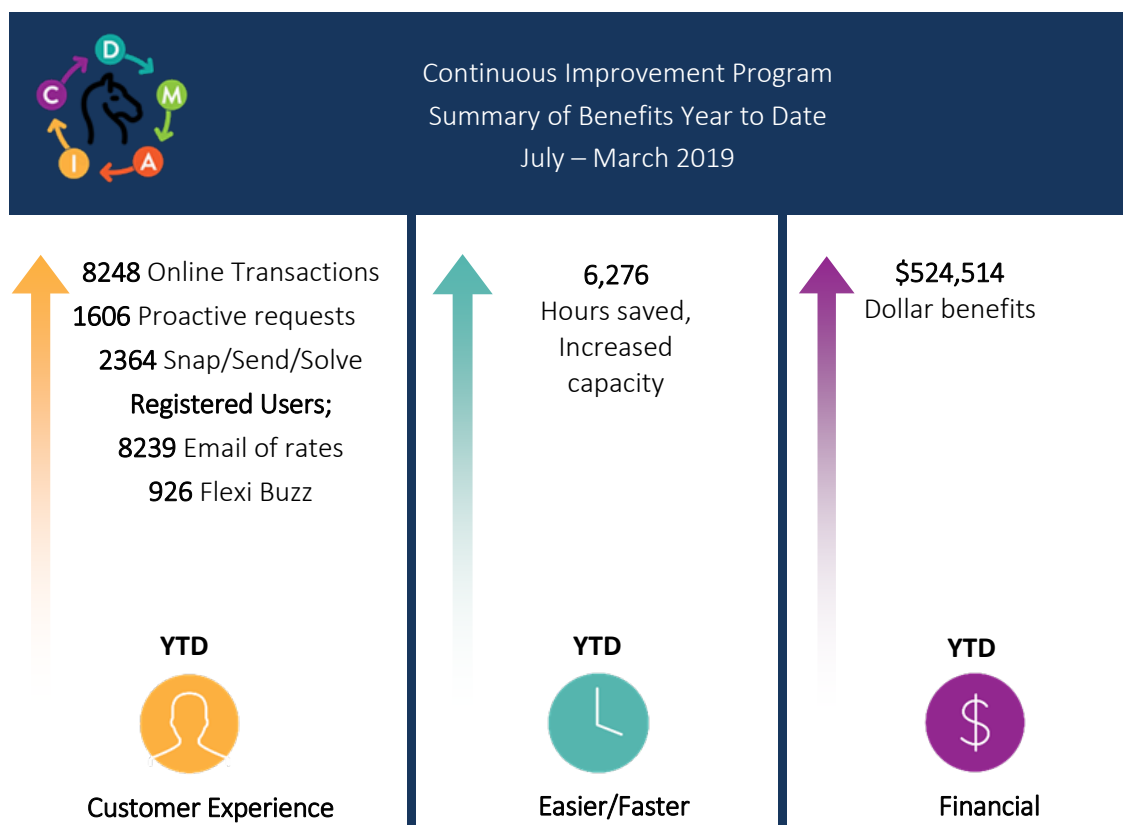 D
M
A
I
C
Continuous Improvement Program
Summary of Benefits Year to Date
July – March 2019
8248 Online Transactions
1606 Proactive requests
2364 Snap/Send/Solve
Registered Users;
8239 Email of rates
926 Flexi Buzz
YTD
Customer Experience
6,276
Hours saved,
Increased
capacity
YTD
Easier/Faster
$524,514
Dollar benefits
YTD
$
Financial